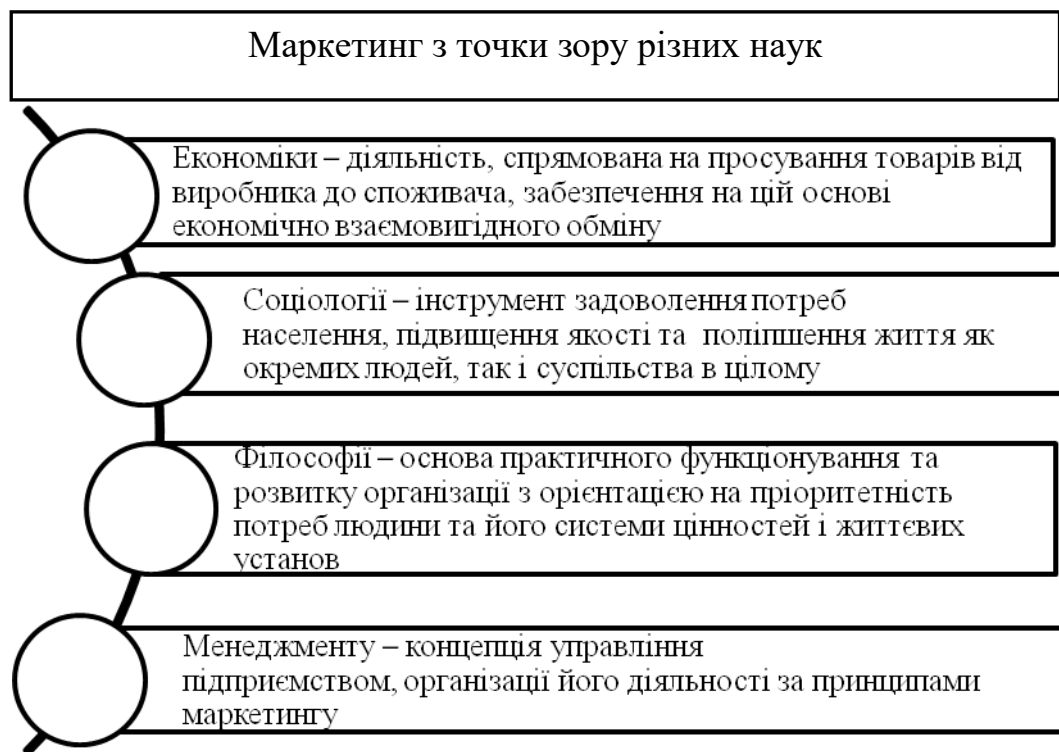 Маркетинг з точки зору різних наук
Економіки – діяльність, спрямована на просування товарів від
виробника до споживача, забезпечення на цій основі
економічно взаємовигідного обміну
Соціології – інструмент задоволення потреб
населення, підвищення якості та поліпшення життя як
окремих людей, так і суспільства в цілому
Філософії – основа практичного функціонування та
розвитку організації з орієнтацією на пріоритетність
потреб людини та його системи цінностей і життєвих
установ
Менеджменту – концепція управління
підприємством, організації його діяльності за принципами
маркетингу